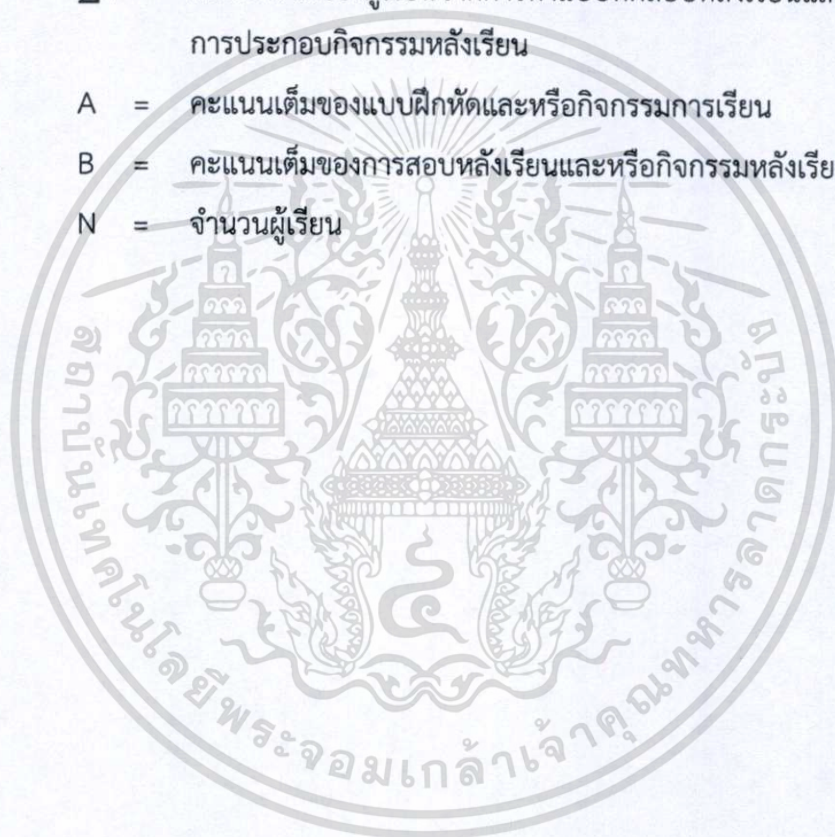 การประกอบกิจกรรมหลังเรียน
A = คะแนนเต็มของแบบฝึกหัดและหรือกิจกรรมการเรียน
B = คะแนนเต็มของการสอบหลังเรียนและหรือกิจกรรมหลังเรีย
N = จำนวนผู้เรียน
สถาบันเทคโนโลยีพระจอมเกล้าเจ้าคุณทหารลาดกระบัง
๔